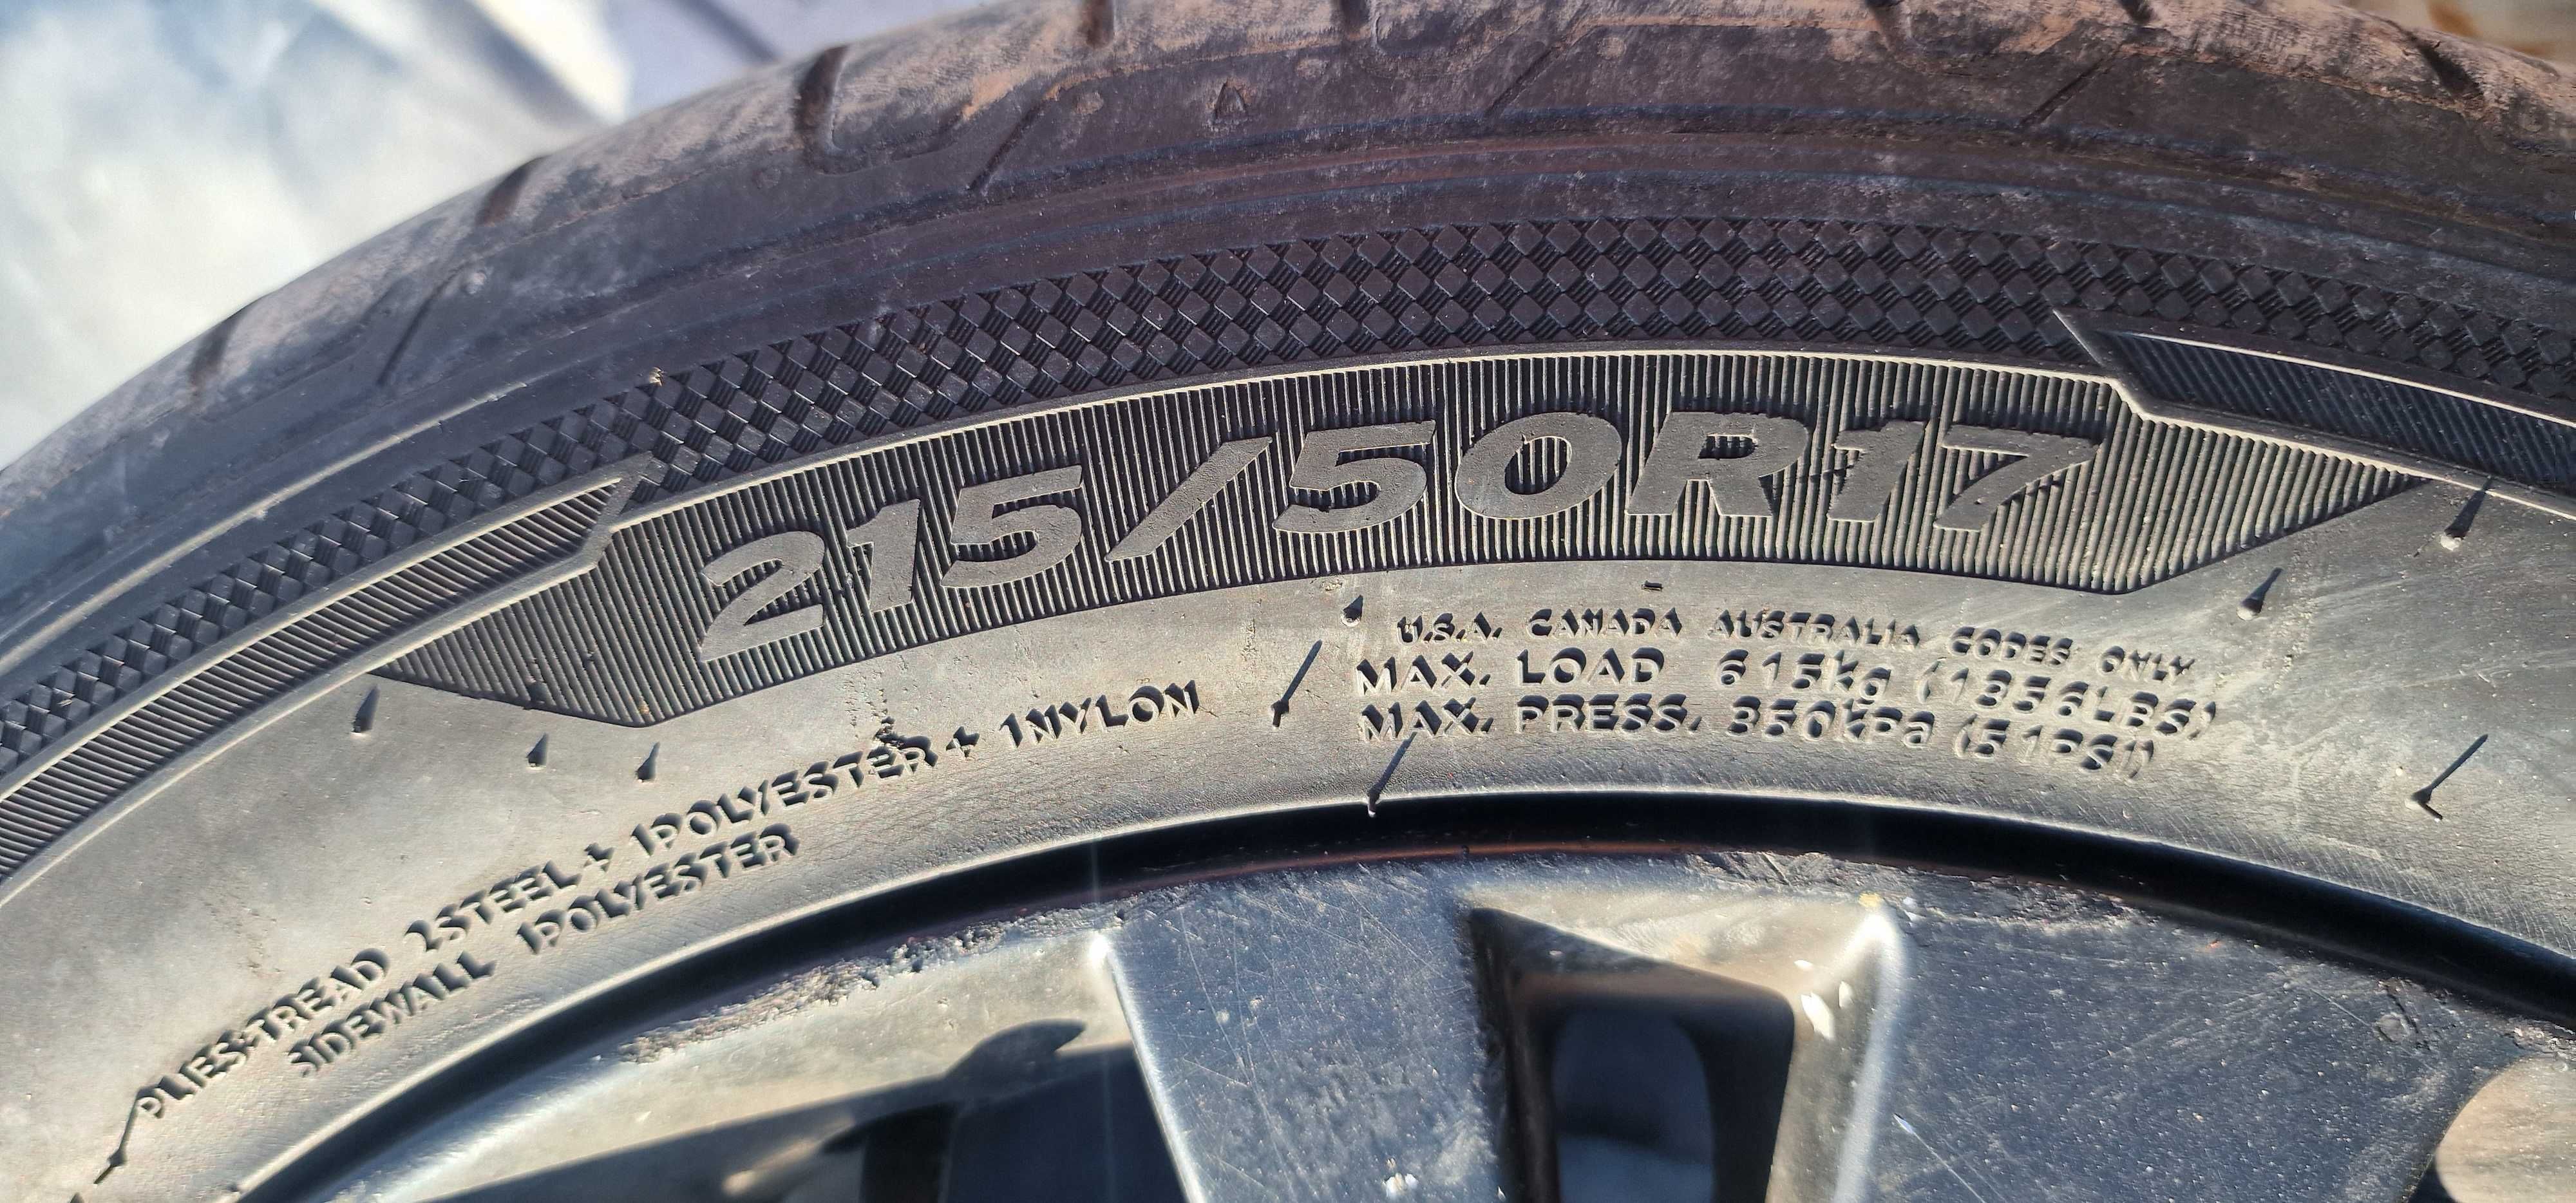 215/50R17
U.S.A. CANADA AUSTRALIA CODES ONLY
MAX. LOAD 615kg (1356LBS)
MAX. PRESS. 350kPa (51PSI)
PLIES:TREAD 2STEEL + 1POLYESTER + 1NYLON
SIDEWALL 1POLYESTER